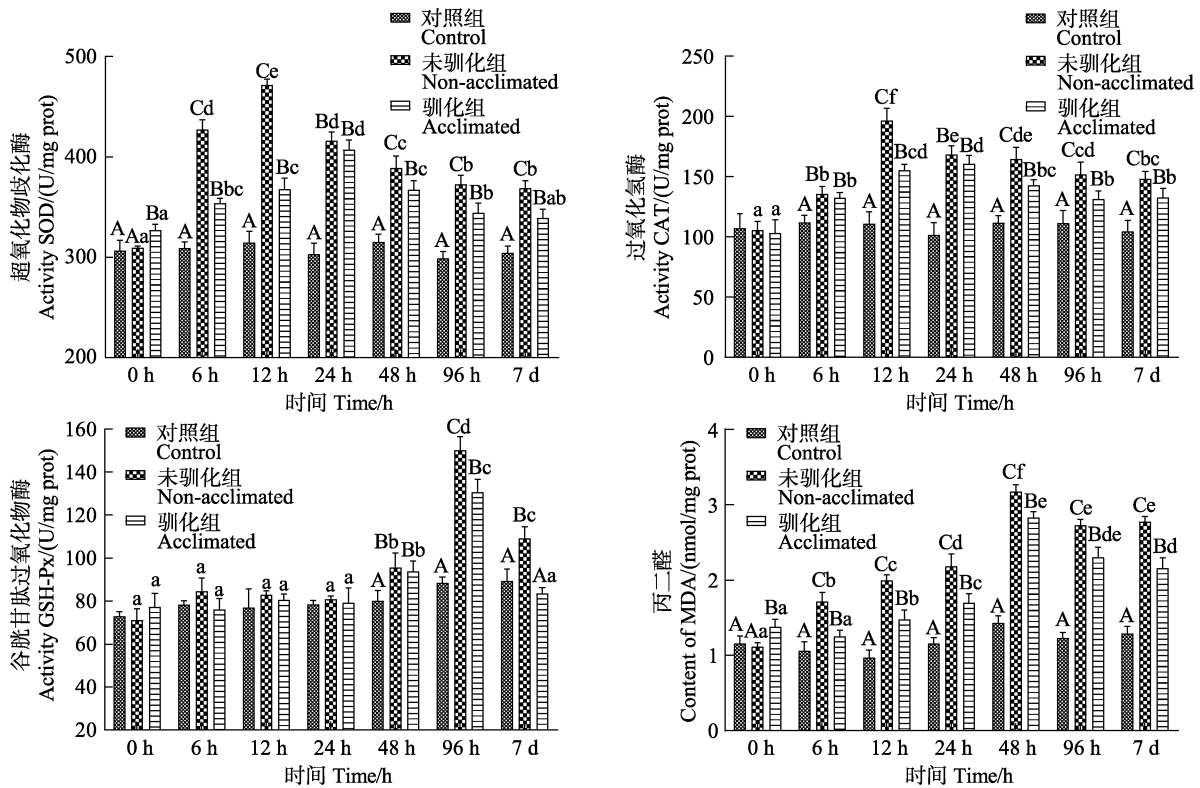 对照组
Control
未驯化组
Non-acclimated
驯化组
Acclimated
超氧化物歧化酶
Activity SOD/(U/mg prot)
500
400
300
200
A Aa Ba A Cd Bbc A Ce Bc A Bd Bd A Cc Bc A Cb Bb A Cb Bab
0 h 6 h 12 h 24 h 48 h 96 h 7 d
时间 Time/h
对照组
Control
未驯化组
Non-acclimated
驯化组
Acclimated
过氧化氢酶
Activity CAT/(U/mg prot)
250
200
150
100
50
0
a a A Bb Bb A Cf Bcd A Be Bd A Cde Bbc A Ccd Bb A Cbc Bb
0 h 6 h 12 h 24 h 48 h 96 h 7 d
时间 Time/h
对照组
Control
未驯化组
Non-acclimated
驯化组
Acclimated
谷胱甘肽过氧化物酶
Activity GSH-Px/(U/mg prot)
160
140
120
100
80
60
40
20
a a a a a a a a A Bb Bb A Cd Bc A Bc Aa
0 h 6 h 12 h 24 h 48 h 96 h 7 d
时间 Time/h
对照组
Control
未驯化组
Non-acclimated
驯化组
Acclimated
丙二醛
Content of MDA/(nmol/mg prot)
4
3
2
1
0
A Aa Ba A Cb Ba A Cc Bb A Cd Bc A Cf Be A Ce Bde A Ce Bd
0 h 6 h 12 h 24 h 48 h 96 h 7 d
时间 Time/h